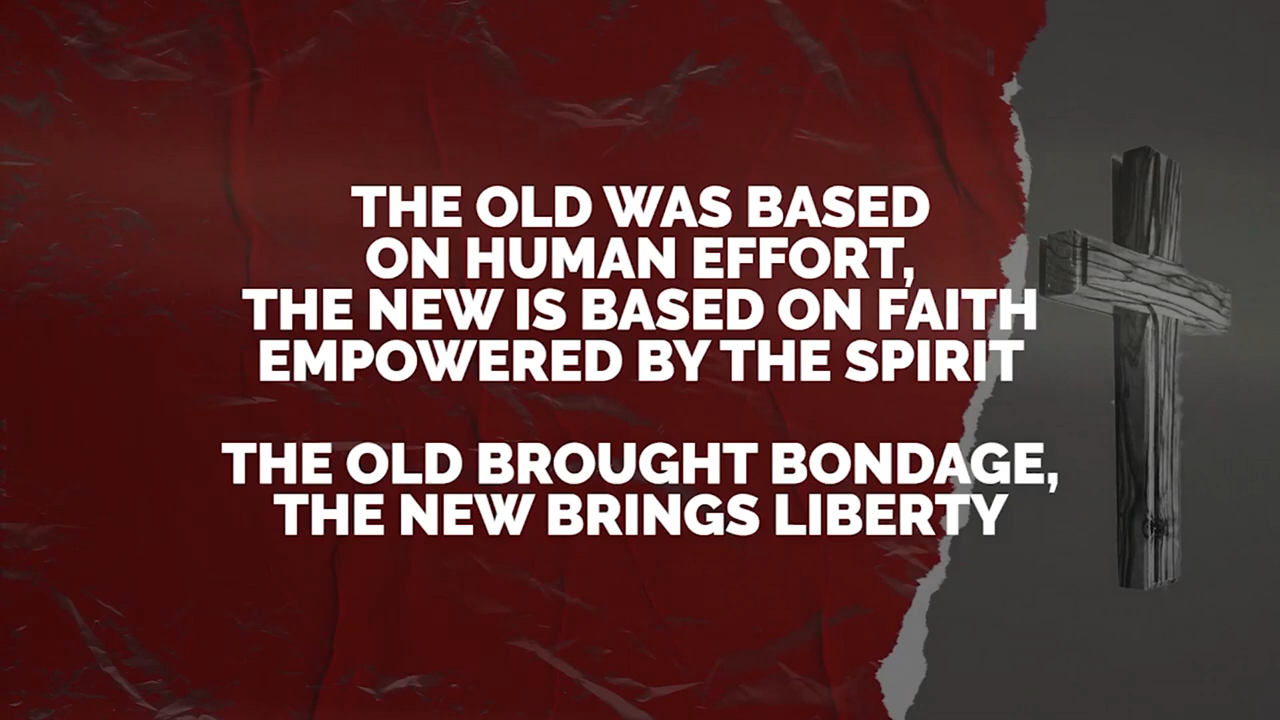 THE OLD WAS BASED
ON HUMAN EFFORT,
THE NEW IS BASED ON FAITH
EMPOWERED BY THE SPIRIT
THE OLD BROUGHT BONDAGE,
THE NEW BRINGS LIBERTY